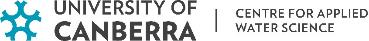 UNIVERSITY OF
CANBERRA
CENTRE FOR APPLIED
WATER SCIENCE